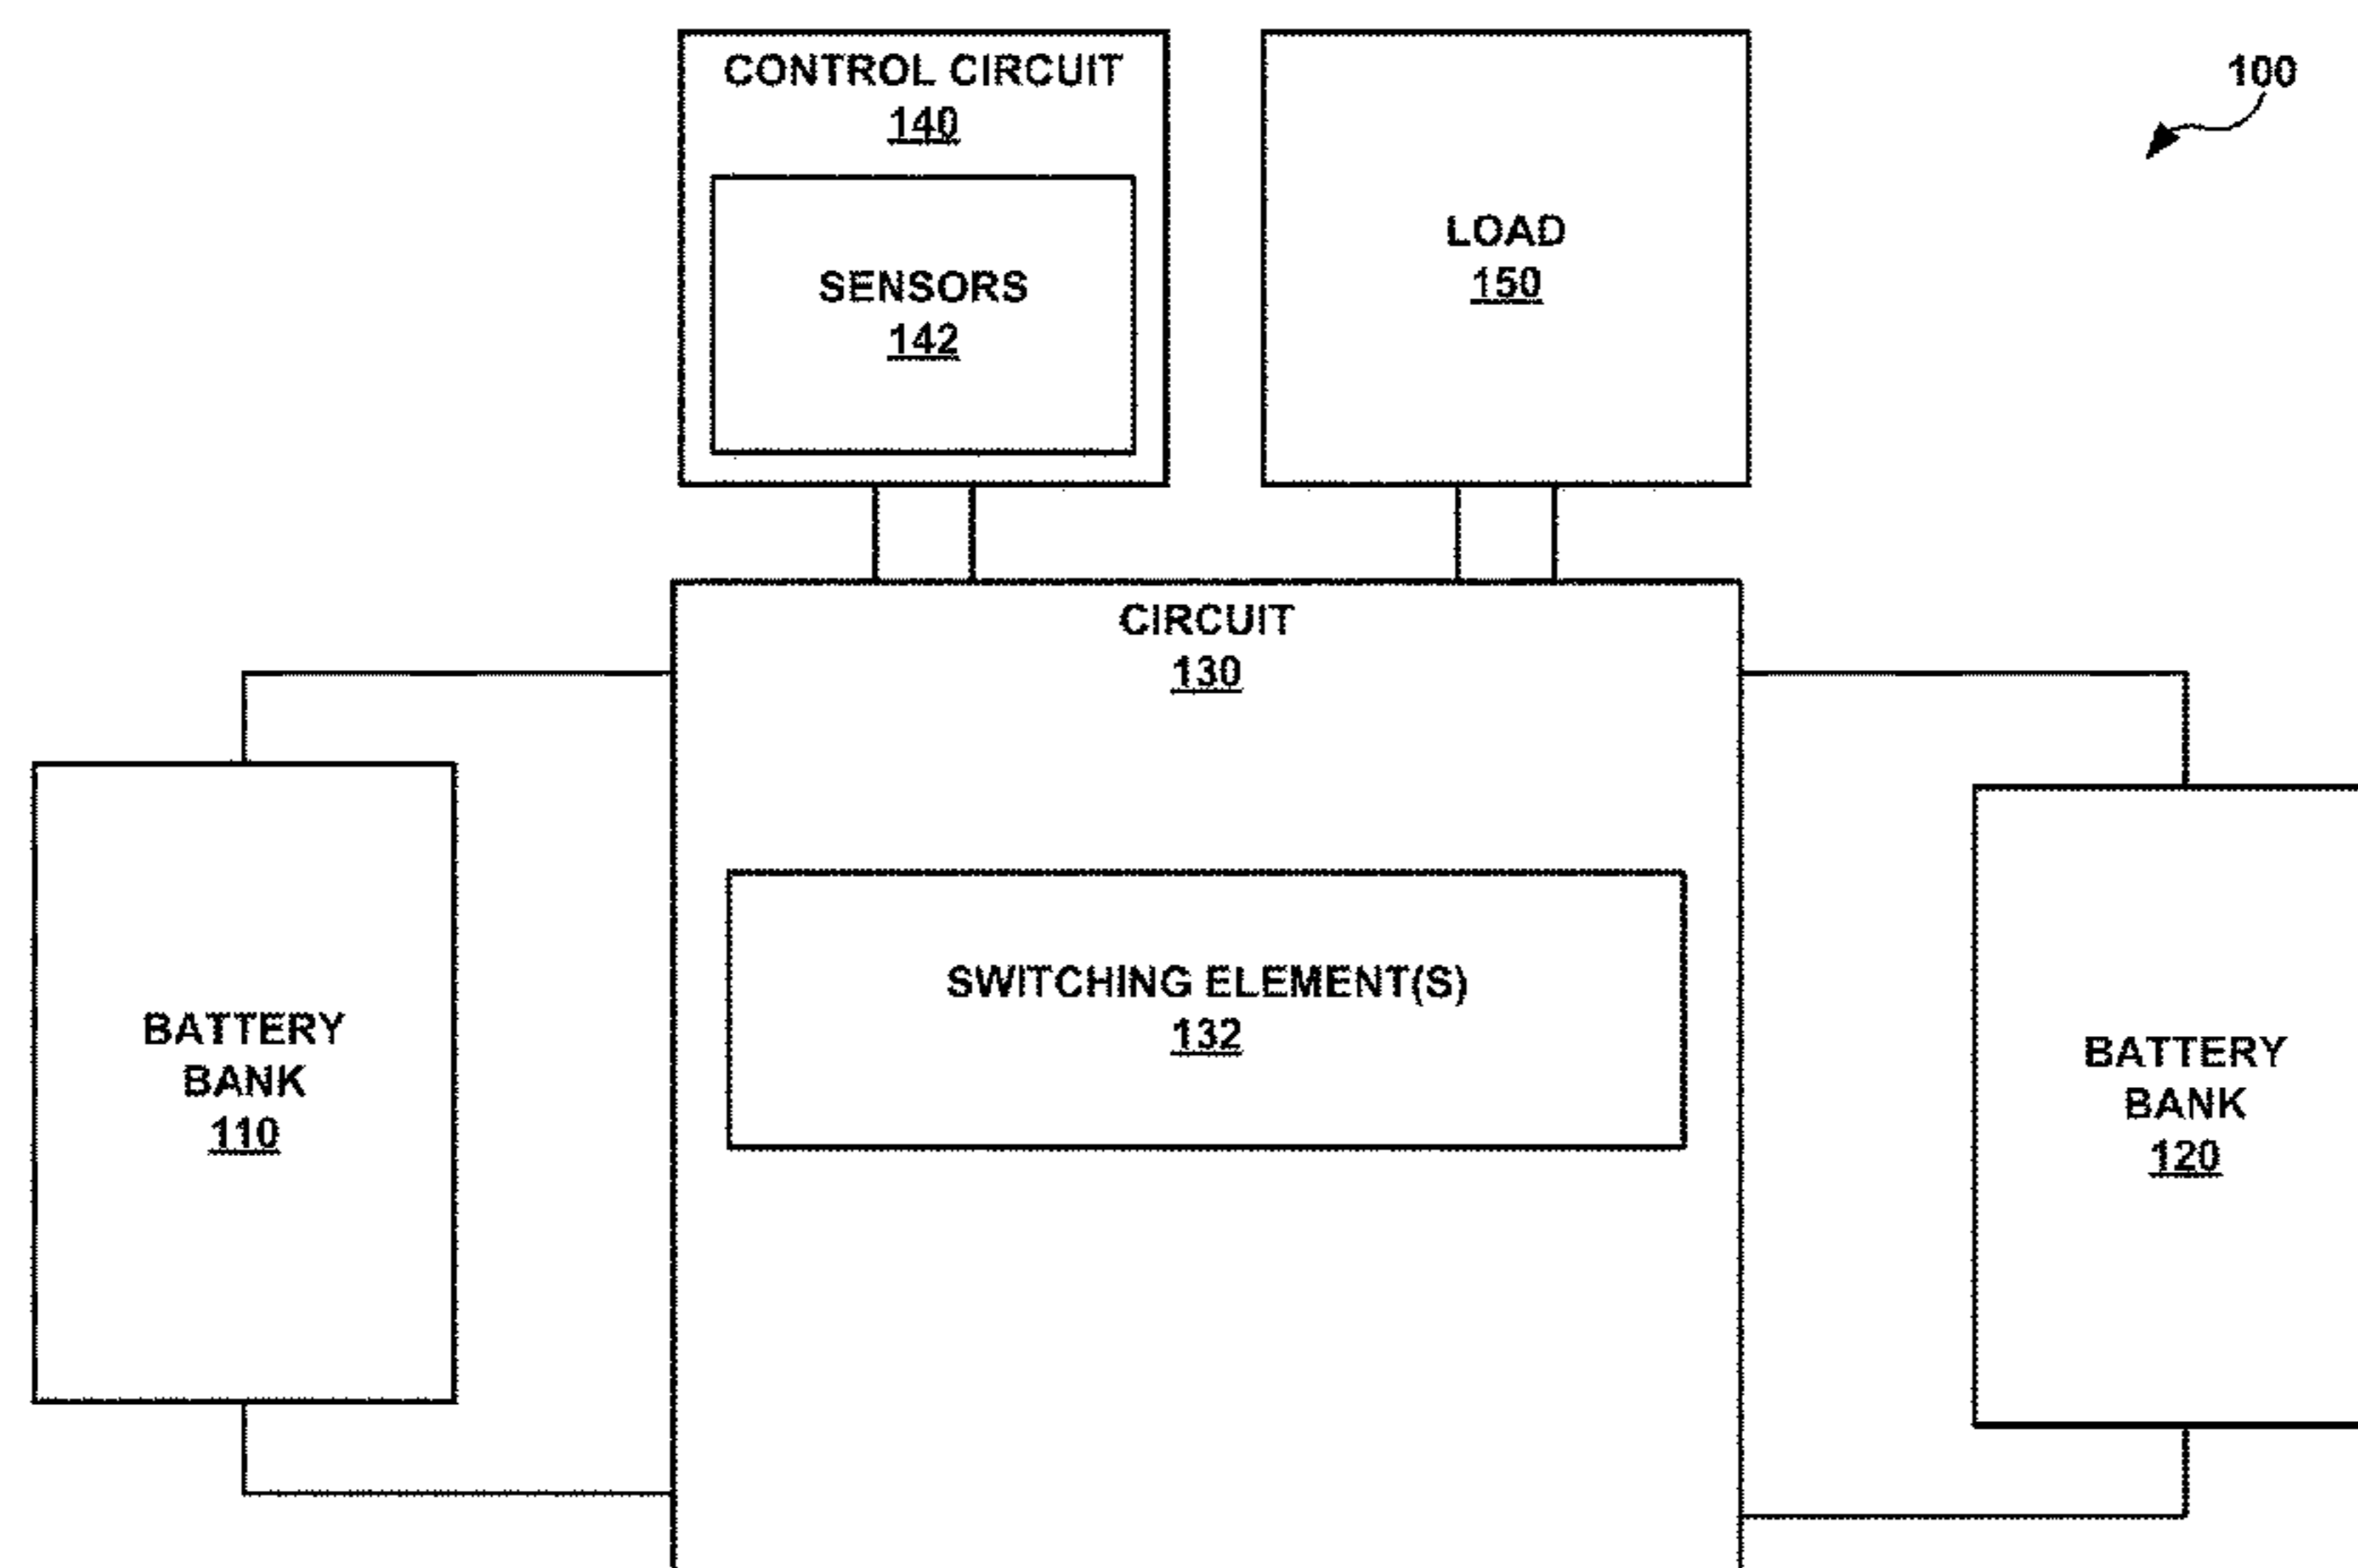 CONTROL CIRCUIT
140
SENSORS
142
LOAD
150
100
CIRCUIT
130
SWITCHING ELEMENT(S)
132
BATTERY
BANK
110
BATTERY
BANK
120